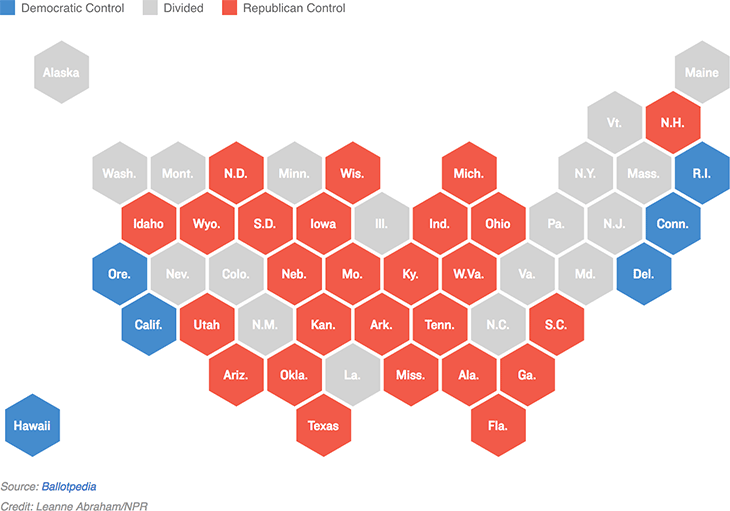 Democratic Control Divided Republican Control
Alaska Maine
Vt. N.H.
Wash. Mont. N.D. Minn. Wis. Mich. N.Y. Mass. R.I.
Idaho Wyo. S.D. Iowa Ill. Ind. Ohio Pa. N.J. Conn.
Ore. Nev. Colo. Neb. Mo. Ky. W.Va. Va. Md. Del.
Calif. Utah N.M. Kan. Ark. Tenn. N.C. S.C.
Ariz. Okla. La. Miss. Ala. Ga.
Hawaii Texas Fla.
Source: Ballotpedia
Credit: Leanne Abraham/NPR